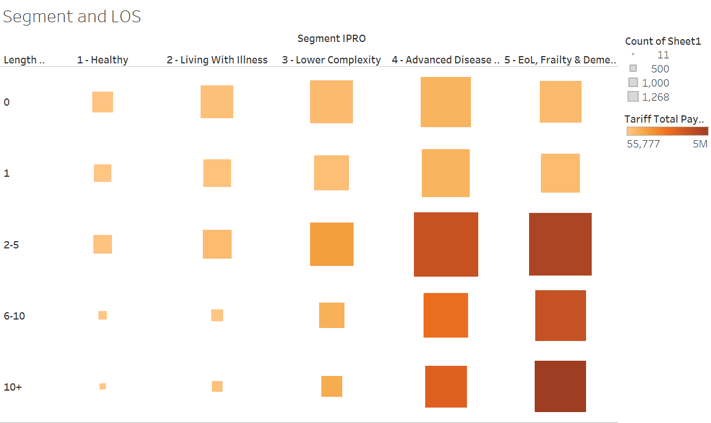 Segment and LOS
Segment IPRO
Length .. 1 - Healthy 2 - Living With Illness 3 - Lower Complexity 4 - Advanced Disease .. 5 - EoL, Frailty & Deme..
0
1
2-5
6-10
10+
Count of Sheet1
11
500
1,000
1,268
Tariff Total Pay..
55,777 5M